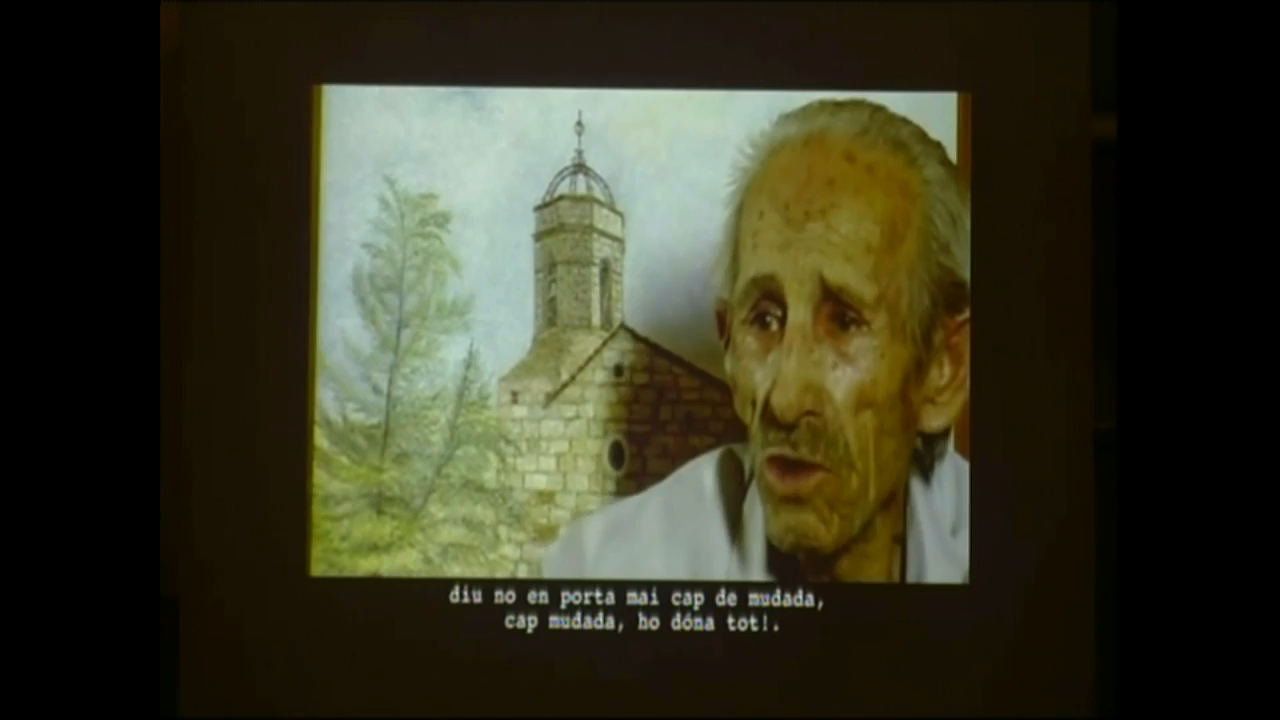 diu no en porta mai cap de mudada,
cap mudada, ho dóna tot!.